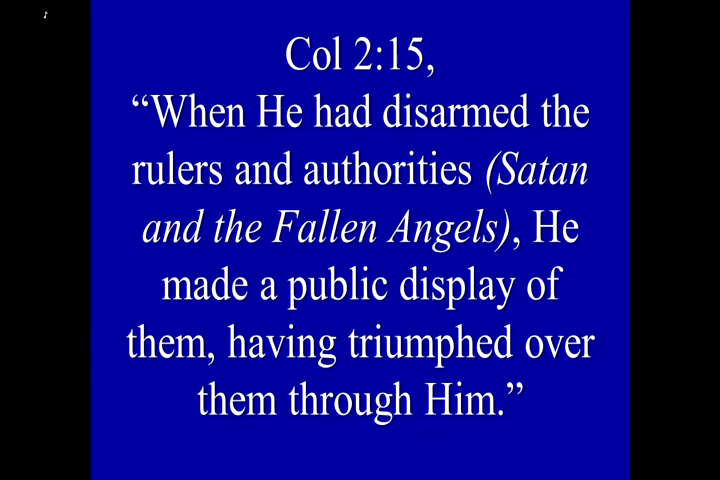 ♪
Col 2:15,
“When He had disarmed the
rulers and authorities (Satan
and the Fallen Angels), He
made a public display of
them, having triumphed over
them through Him.”